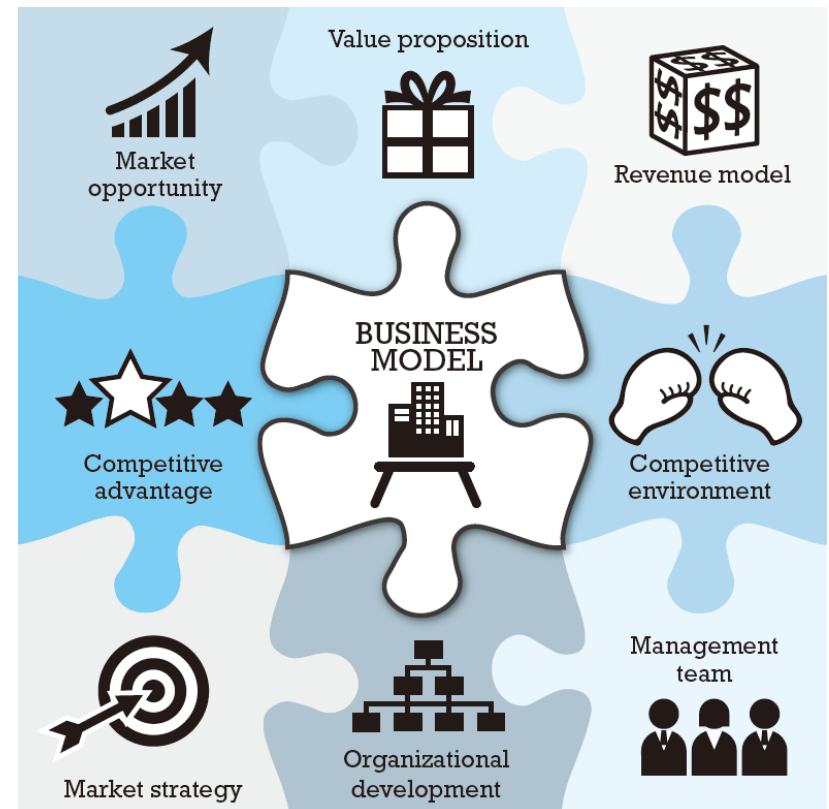 Value proposition
Market
opportunity
$$
$$
$$
Revenue model
BUSINESS
MODEL
Competitive
advantage
Competitive
environment
Market strategy
Organizational
development
Management
team